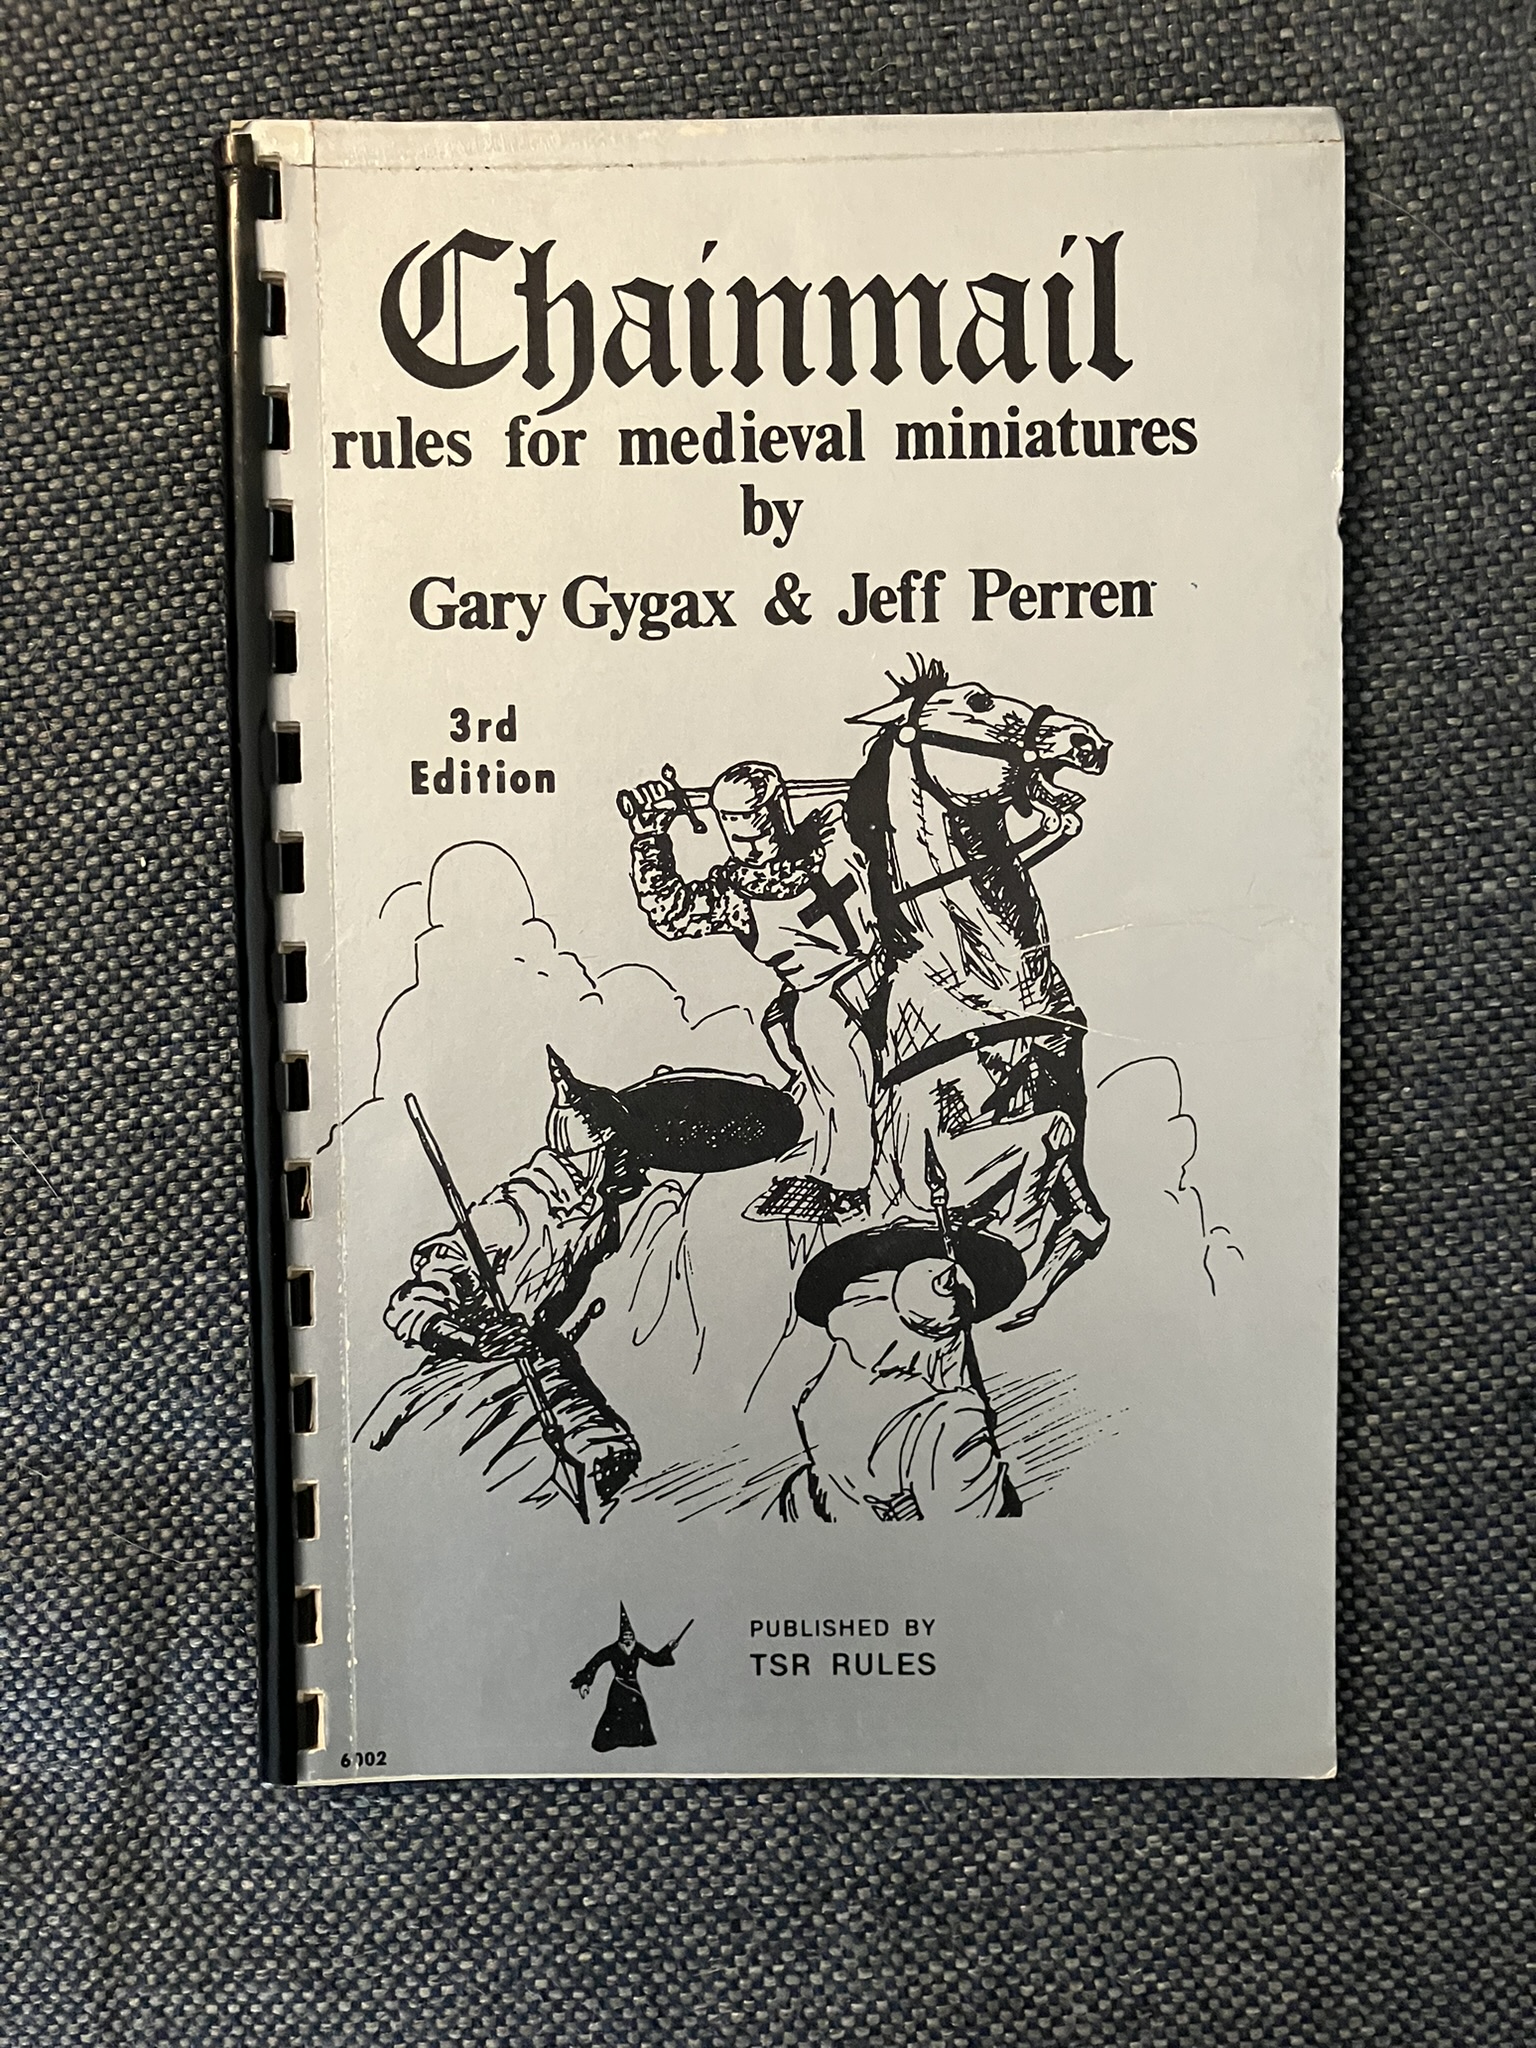 Chainmail
rules for medieval miniatures
by
Gary Gygax & Jeff Perren
3rd
Edition
PUBLISHED BY
TSR RULES
6002